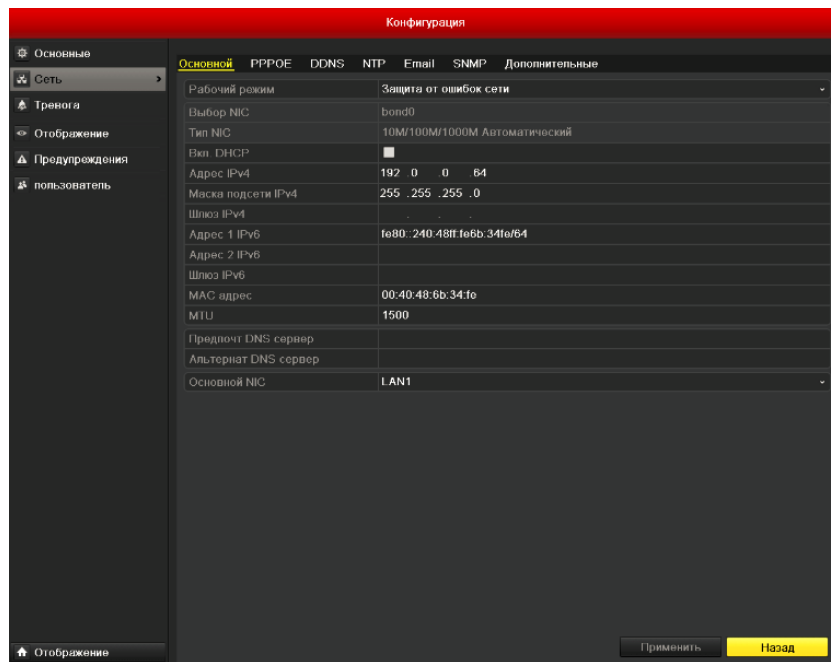 Конфигурация
Основные
Сеть
Тревога
Отображение
Предупреждения
пользователь
Основной PPPOE DDNS NTP Email SNMP Дополнительные
Рабочий режим Защита от ошибок сети
Выбор NIC bond0
Тип NIC 10M/100M/1000M Автоматический
Вкл. DHCP
Адрес IPv4 192 .0 .0 .64
Маска подсети IPv4 255 .255 .255 .0
Шлюз IPv4 . . .
Адрес 1 IPv6 fe80::240:48ff:fe6b:34fe/64
Адрес 2 IPv6
Шлюз IPv6
MAC адрес 00:40:48:6b:34:fe
MTU 1500
Предпочт DNS сервер
Альтернат DNS сервер
Основной NIC LAN1
Применить Назад
Отображение